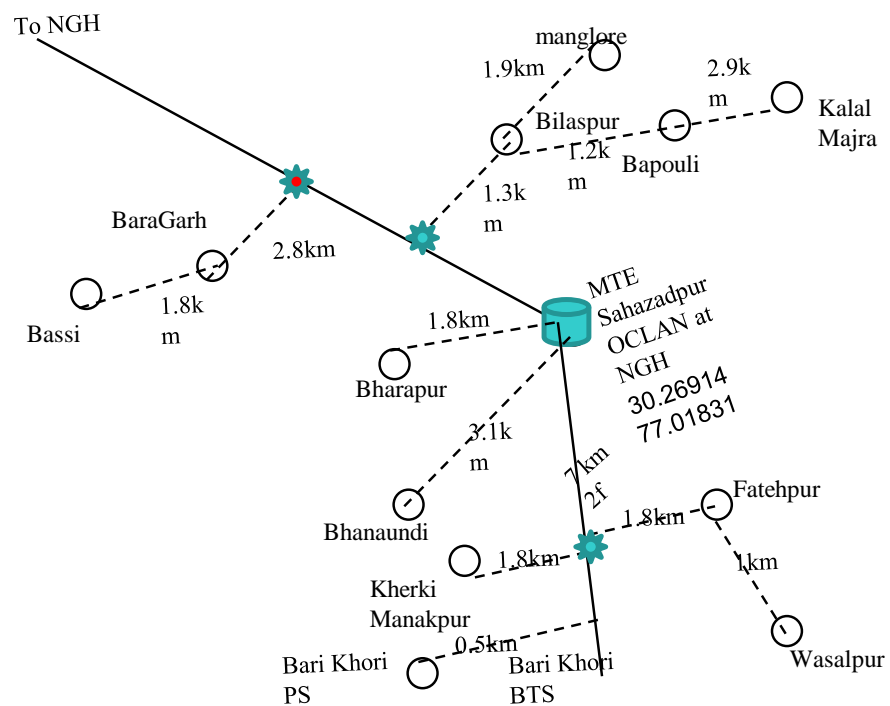 To NGH
manglore
1.9km
2.9k
m
Kalal
Majra
Bilaspur
1.2k
m
Bapouli
1.3k
m
BaraGarh
2.8km
1.8k
m
Bassi
MTE
Sahazadpur
OCLAN at
NGH
30.26914
77.01831
1.8km
Bharapur
3.1k
m
Bhanaundi
7km
2f
Fatehpur
1.8km
1.8km
1km
Kherki
Manakpur
0.5km
Bari Khori
PS
Bari Khori
BTS
Wasalpur